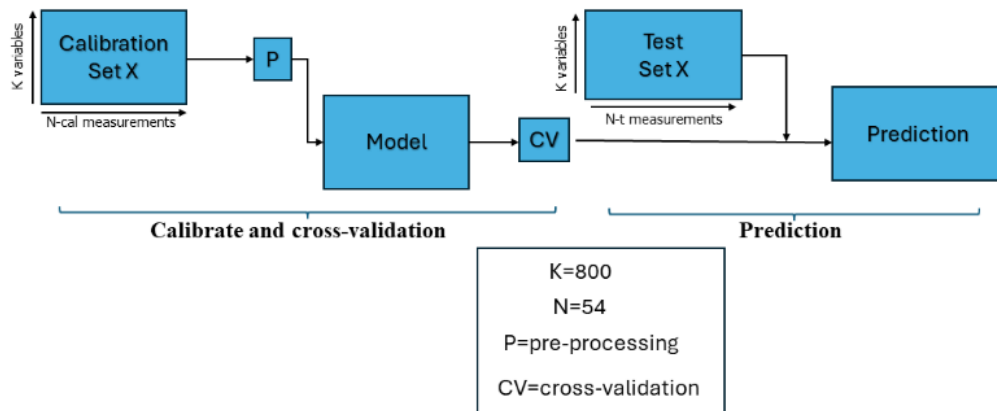 K variables
Calibration
Set X
N-cal measurements
P
Model
CV
K variables
Test
Set X
N-t measurements
Prediction
Calibrate and cross-validation
Prediction
K=800
N=54
P=pre-processing
CV=cross-validation